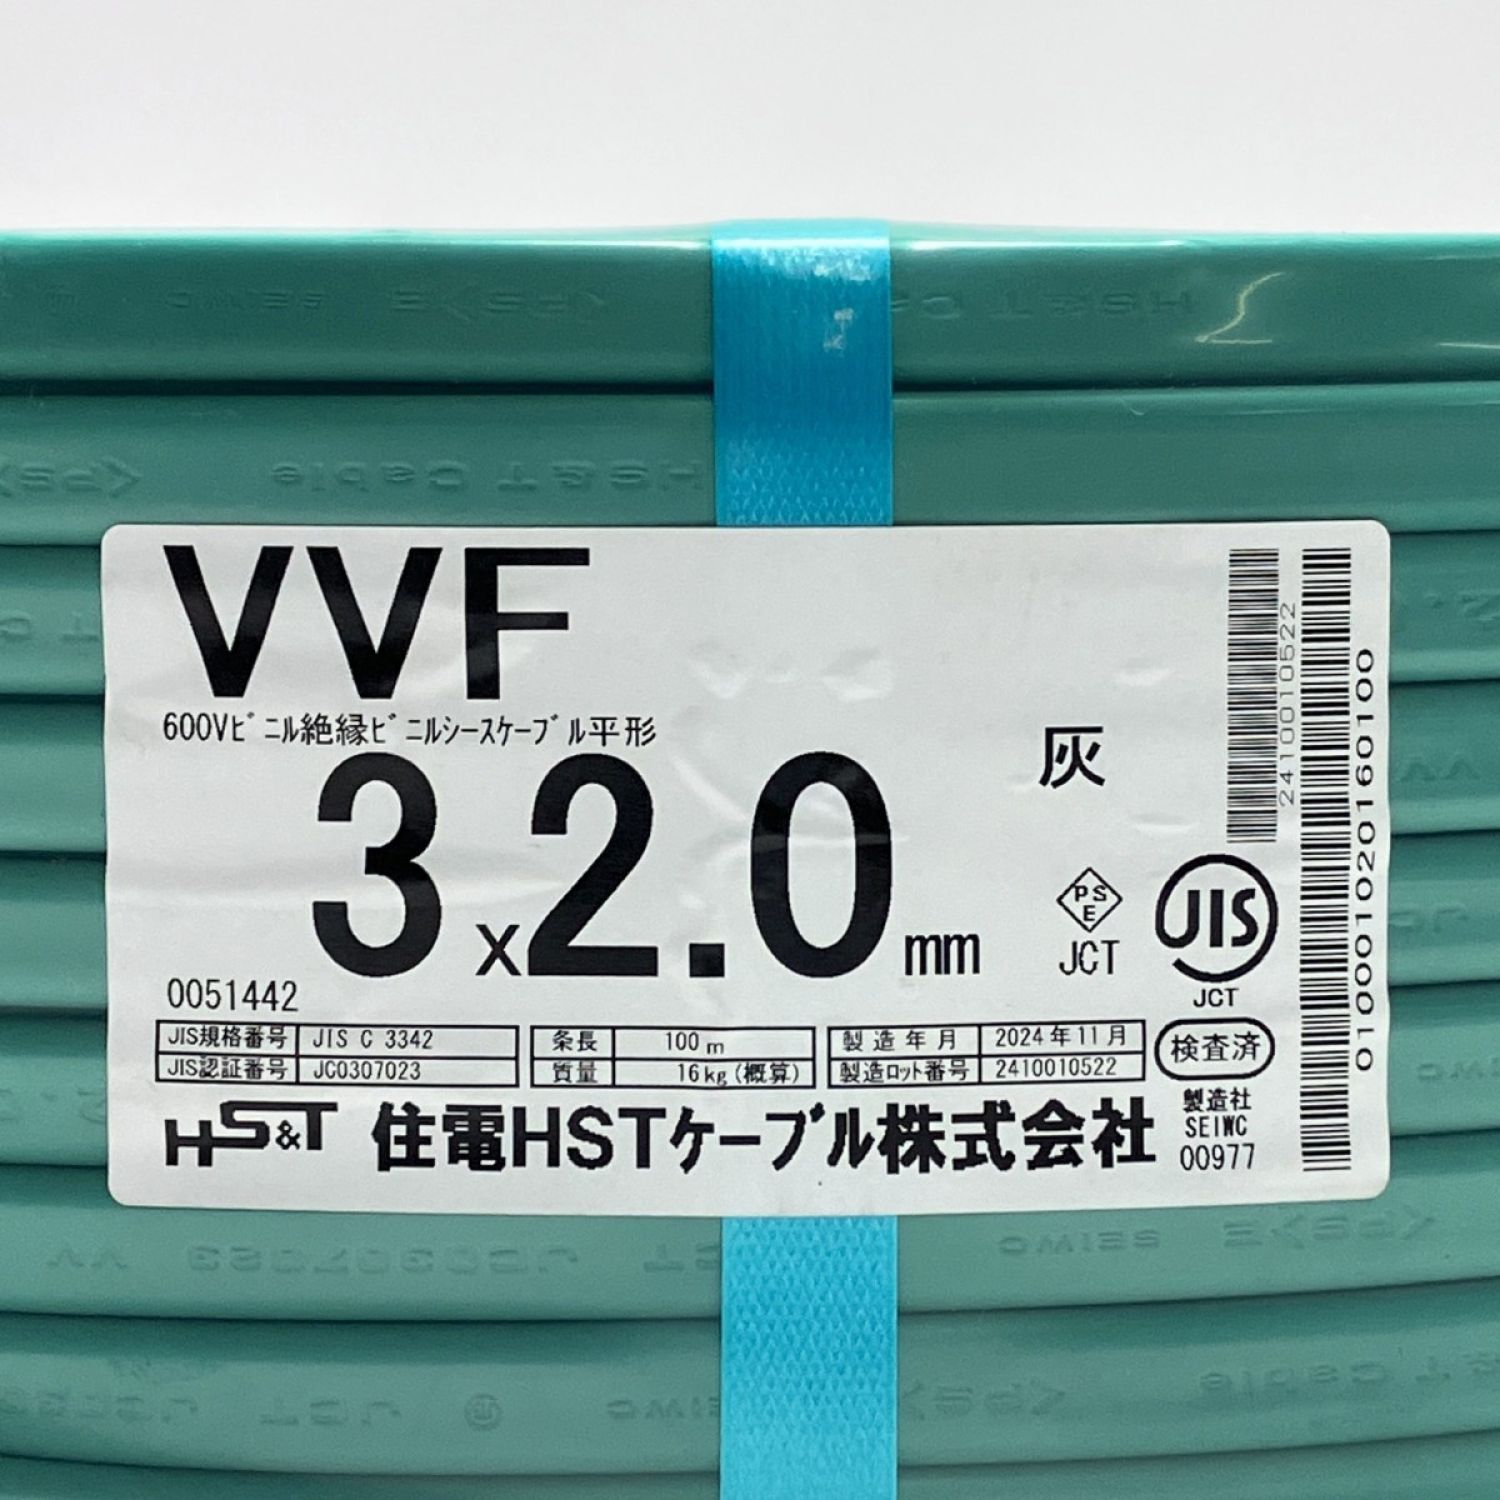 VVF
600Vﾋﾞﾆﾙ絶縁ﾋﾞﾆﾙｼｰｽｹｰﾌﾞﾙ平形
3x2.0mm
灰
PS
E
JCT
JIS
JCT
2410010522
010001020160100
0051442
JIS規格番号 JIS C 3342
JIS認証番号 JC0307023
条長 100m
質量 16kg(概算)
製造年月 2024年11月
製造ﾛｯﾄ番号 2410010522
検査済
HS&T 住電HSTケーブル株式会社
製造社
SEIWC
00977